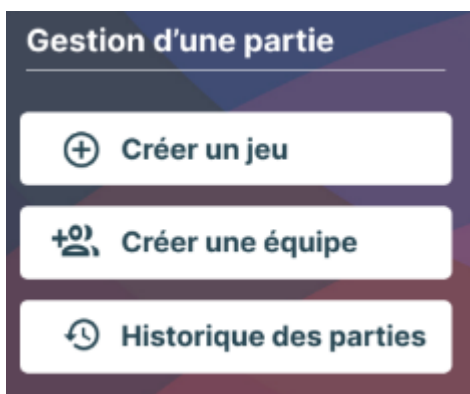 Gestion d’une partie
Créer un jeu
Créer une équipe
Historique des parties